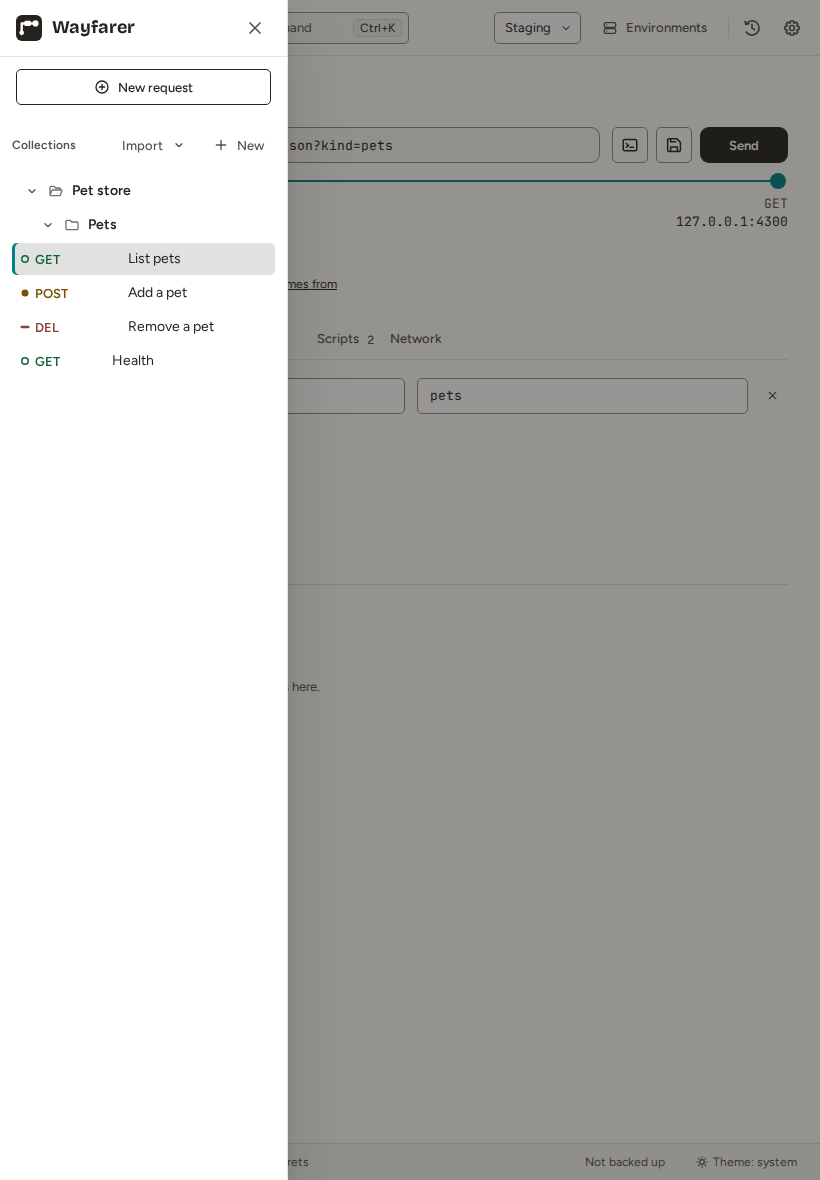 Wayfarer
Ctrl+K
Staging
Environments
New request
Collections
Import
New
son?kind=pets
Send
Pet store
GET
127.0.0.1:4300
Pets
GET List pets
mes from
POST Add a pet
DEL Remove a pet
Scripts 2
Network
GET Health
pets
here.
Not backed up
Theme: system